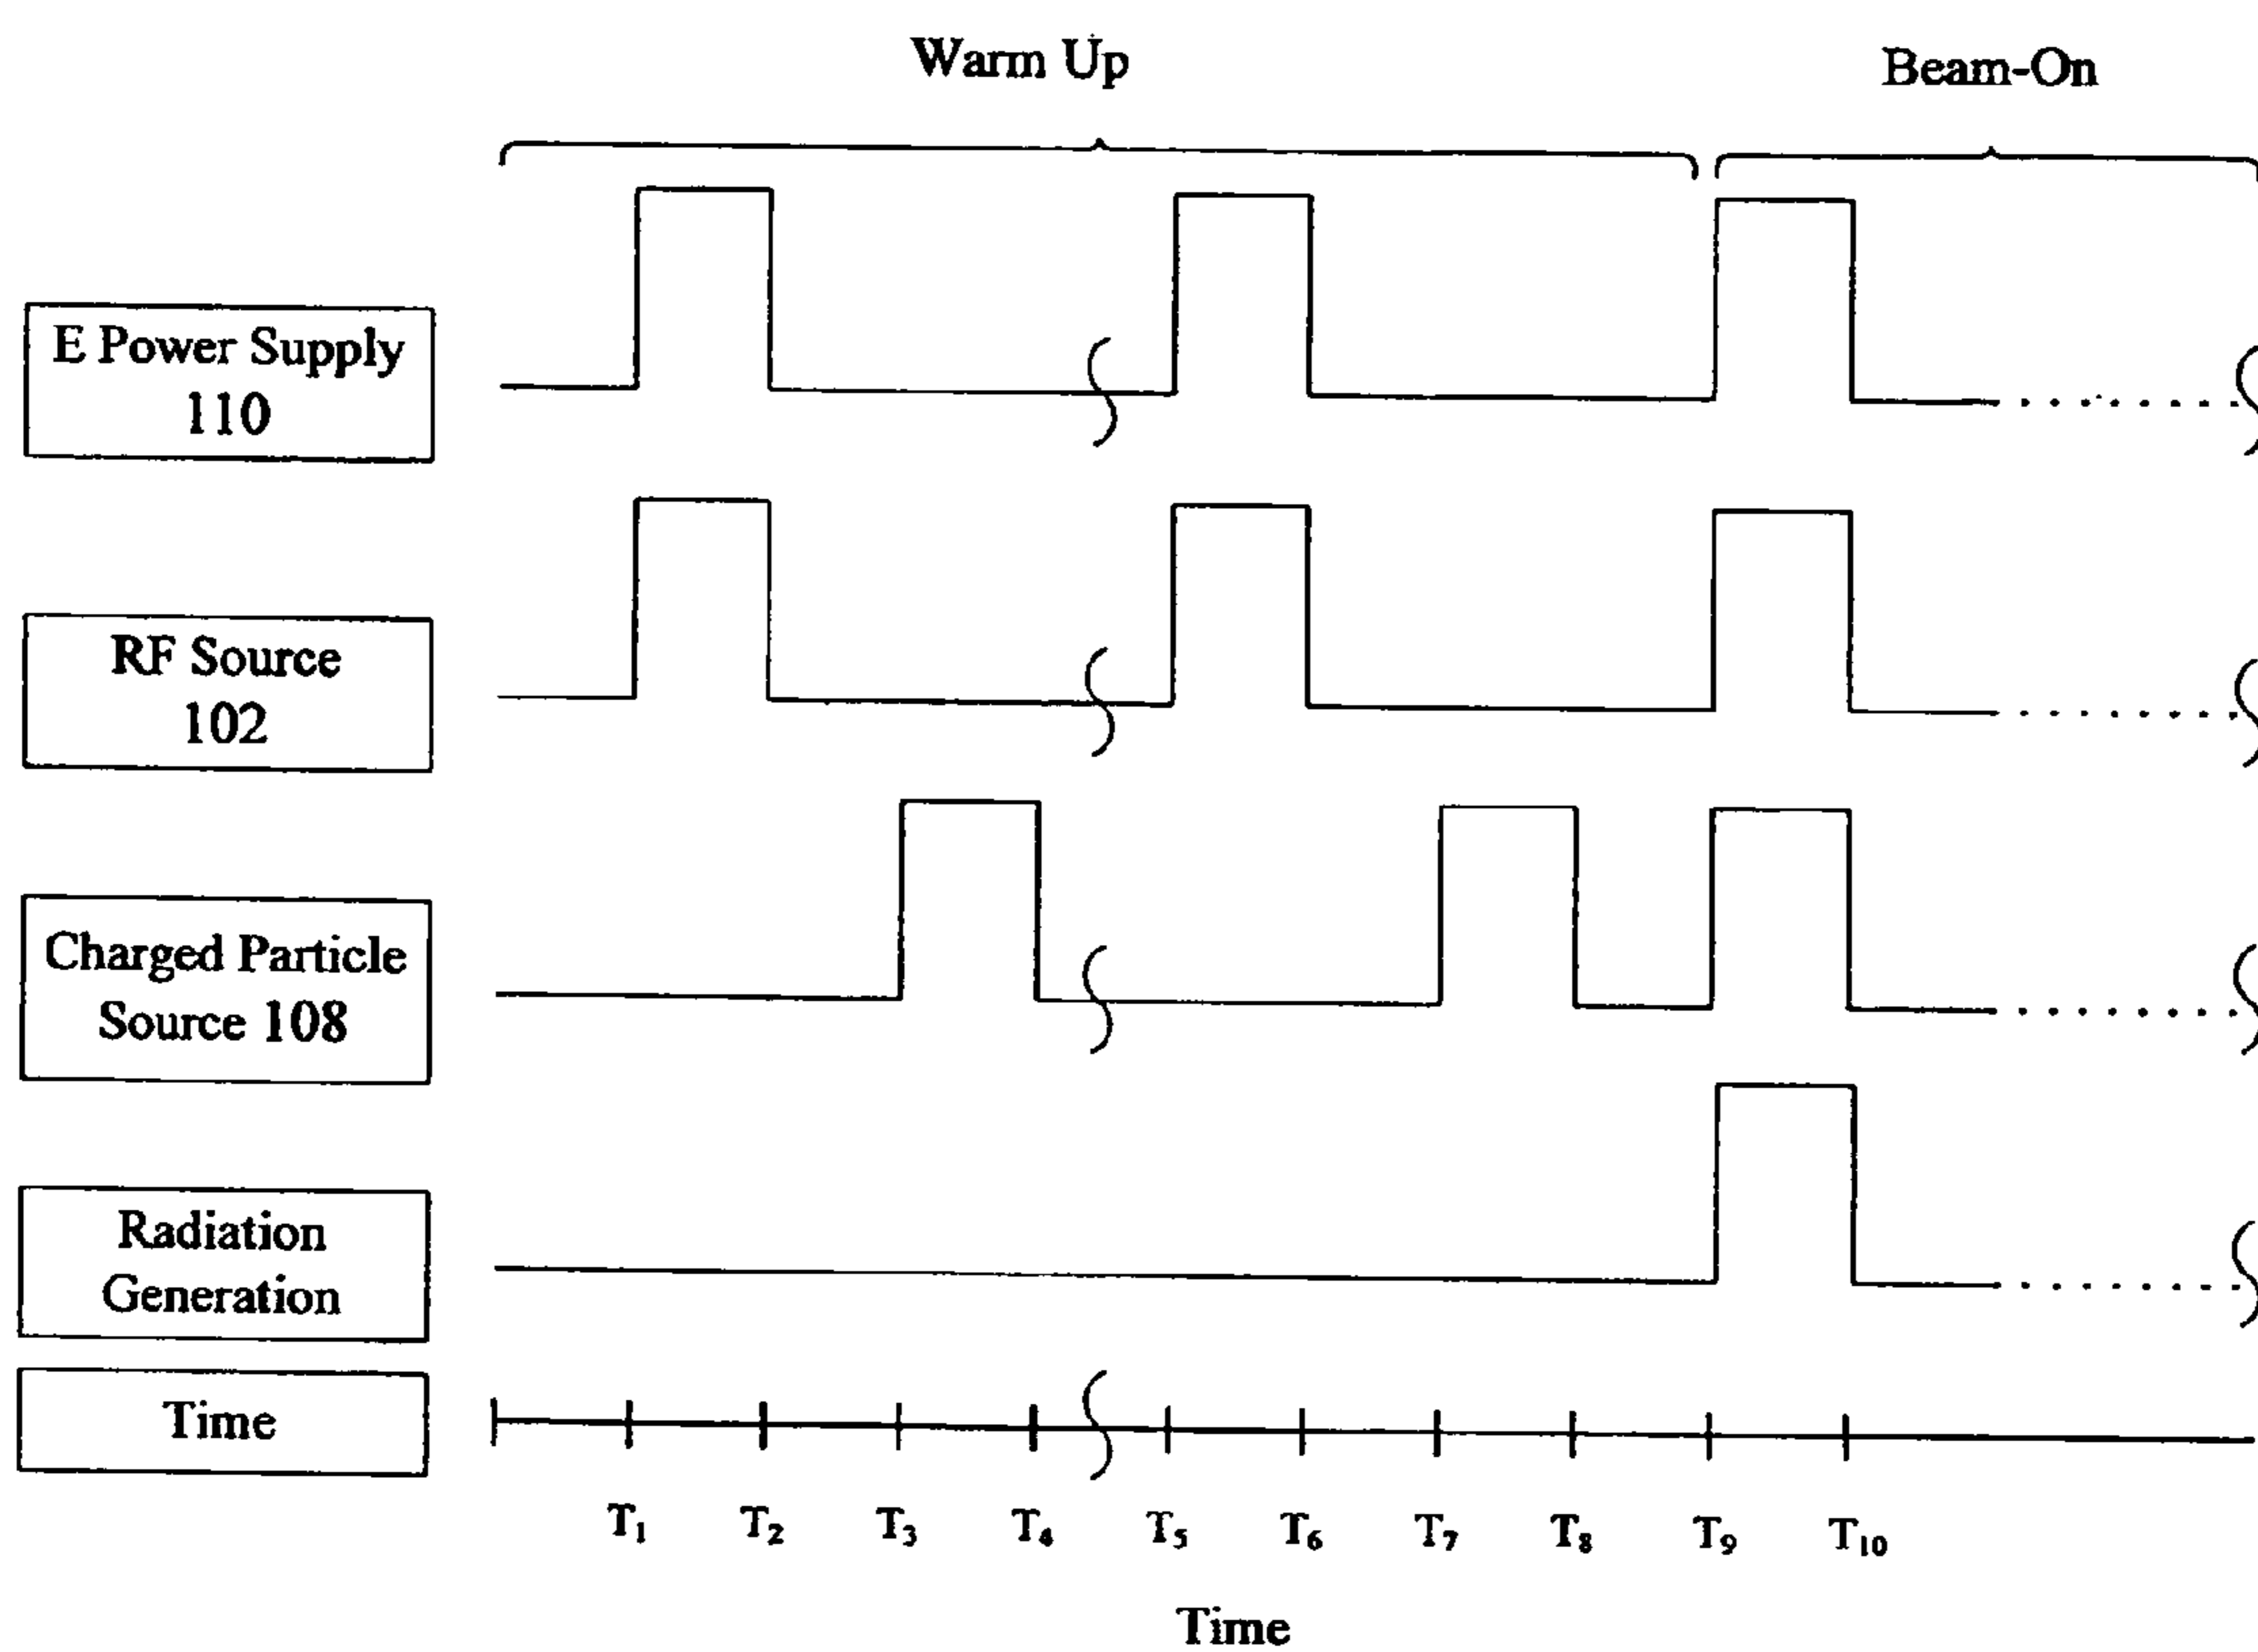 Warm Up
Beam-On
E Power Supply
110
RF Source
102
Charged Particle
Source 108
Radiation
Generation
Time
T1 T2 T3 T4 T5 T6 T7 T8 T9 T10
Time